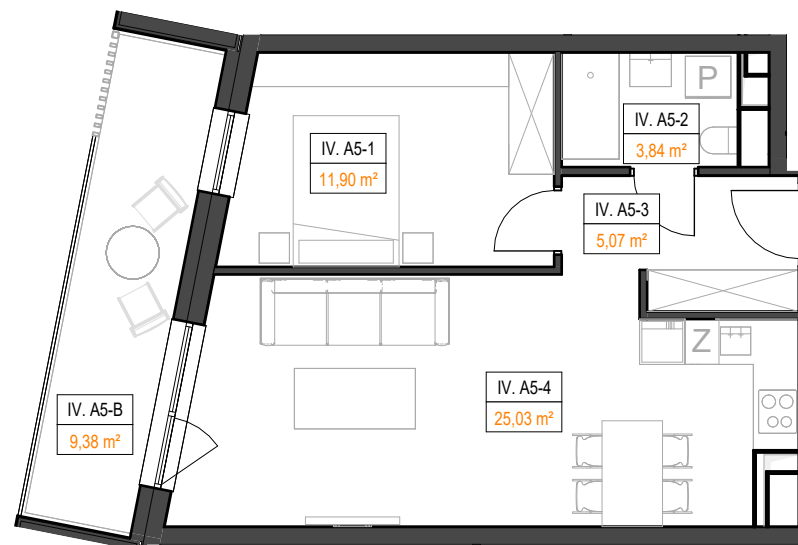 P
IV. A5-2
3,84 m²
IV. A5-1
11,90 m²
IV. A5-3
5,07 m²
Z
IV. A5-4
25,03 m²
IV. A5-B
9,38 m²